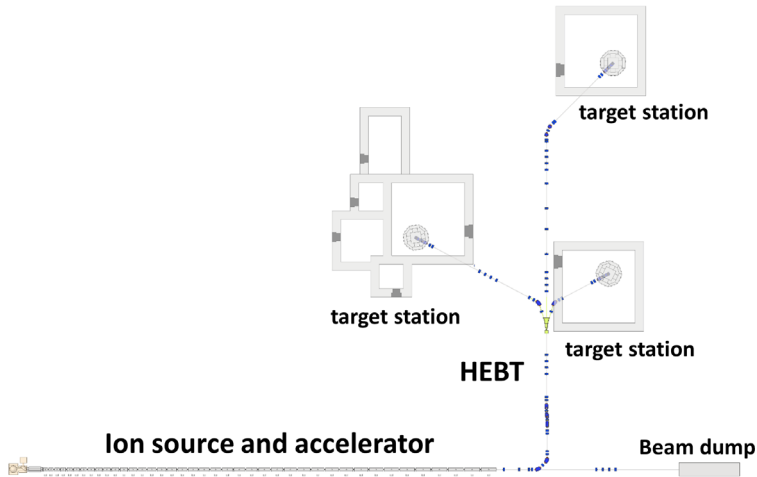 target station
target station
target station
HEBT
Ion source and accelerator
Beam dump